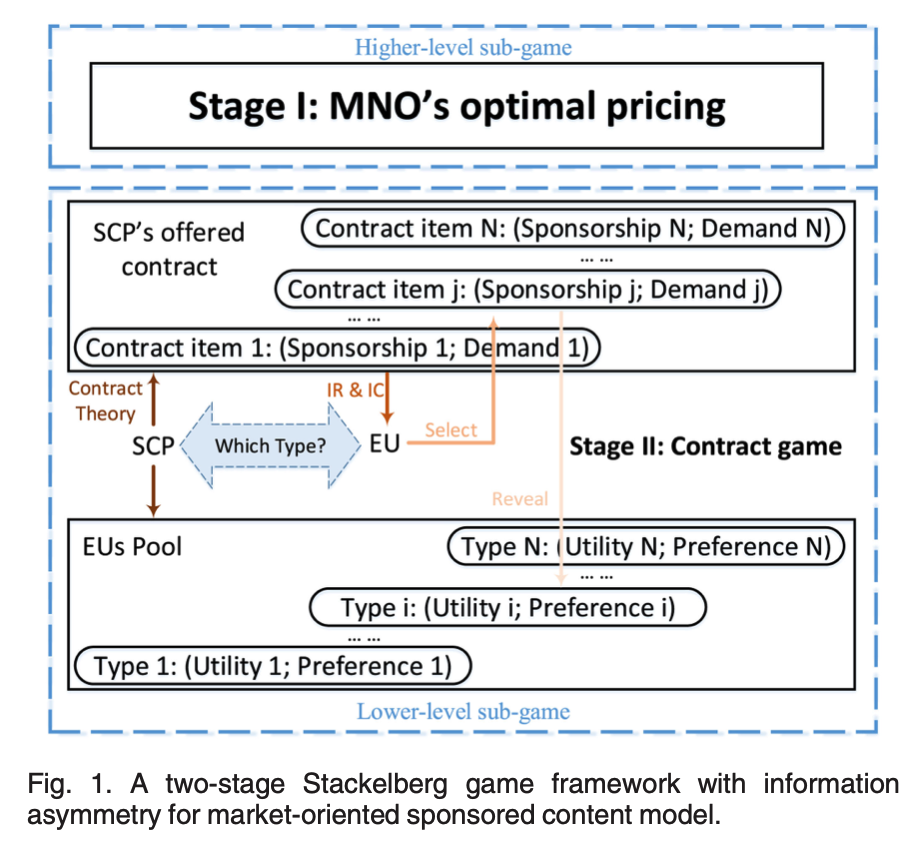 Higher-level sub-game
Stage I: MNO's optimal pricing
SCP's offered
contract
Contract item N: (Sponsorship N; Demand N)
... ...
Contract item j: (Sponsorship j; Demand j)
... ...
Contract item 1: (Sponsorship 1; Demand 1)
Contract
Theory
IR & IC
SCP
Which Type?
EU
Select
Stage II: Contract game
Reveal
EUs Pool
Type N: (Utility N; Preference N)
... ...
Type i: (Utility i; Preference i)
... ...
Type 1: (Utility 1; Preference 1)
Lower-level sub-game
Fig. 1. A two-stage Stackelberg game framework with information
asymmetry for market-oriented sponsored content model.